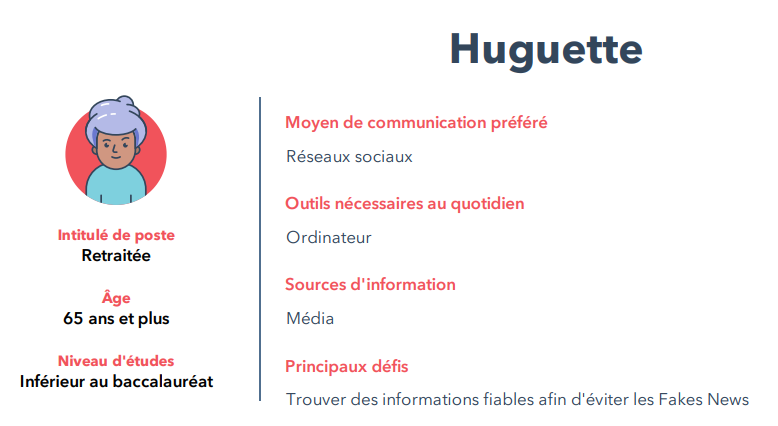 Huguette
Intitulé de poste
Retraitée
Âge
65 ans et plus
Niveau d'études
Inférieur au baccalauréat
Moyen de communication préféré
Réseaux sociaux
Outils nécessaires au quotidien
Ordinateur
Sources d'information
Média
Principaux défis
Trouver des informations fiables afin d'éviter les Fakes News